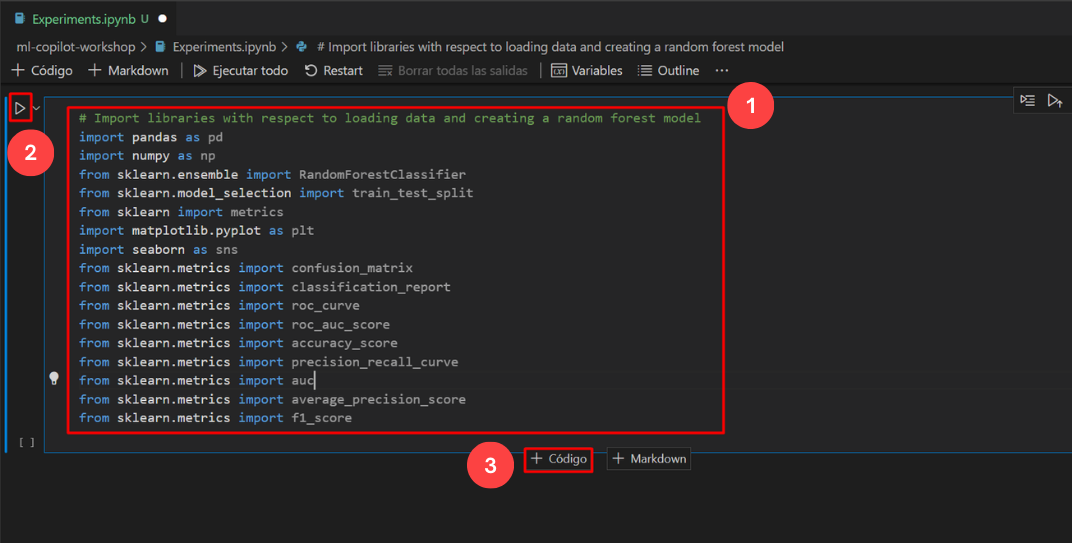 Experiments.ipynb U
ml-copilot-workshop > Experiments.ipynb > # Import libraries with respect to loading data and creating a random forest model
+ Código + Markdown | Ejecutar todo Restart Borrar todas las salidas | Variables Outline ...
1
2
# Import libraries with respect to loading data and creating a random forest model
import pandas as pd
import numpy as np
from sklearn.ensemble import RandomForestClassifier
from sklearn.model_selection import train_test_split
from sklearn import metrics
import matplotlib.pyplot as plt
import seaborn as sns
from sklearn.metrics import confusion_matrix
from sklearn.metrics import classification_report
from sklearn.metrics import roc_curve
from sklearn.metrics import roc_auc_score
from sklearn.metrics import accuracy_score
from sklearn.metrics import precision_recall_curve
from sklearn.metrics import auc
from sklearn.metrics import average_precision_score
from sklearn.metrics import f1_score
[ ]
3
+ Código + Markdown